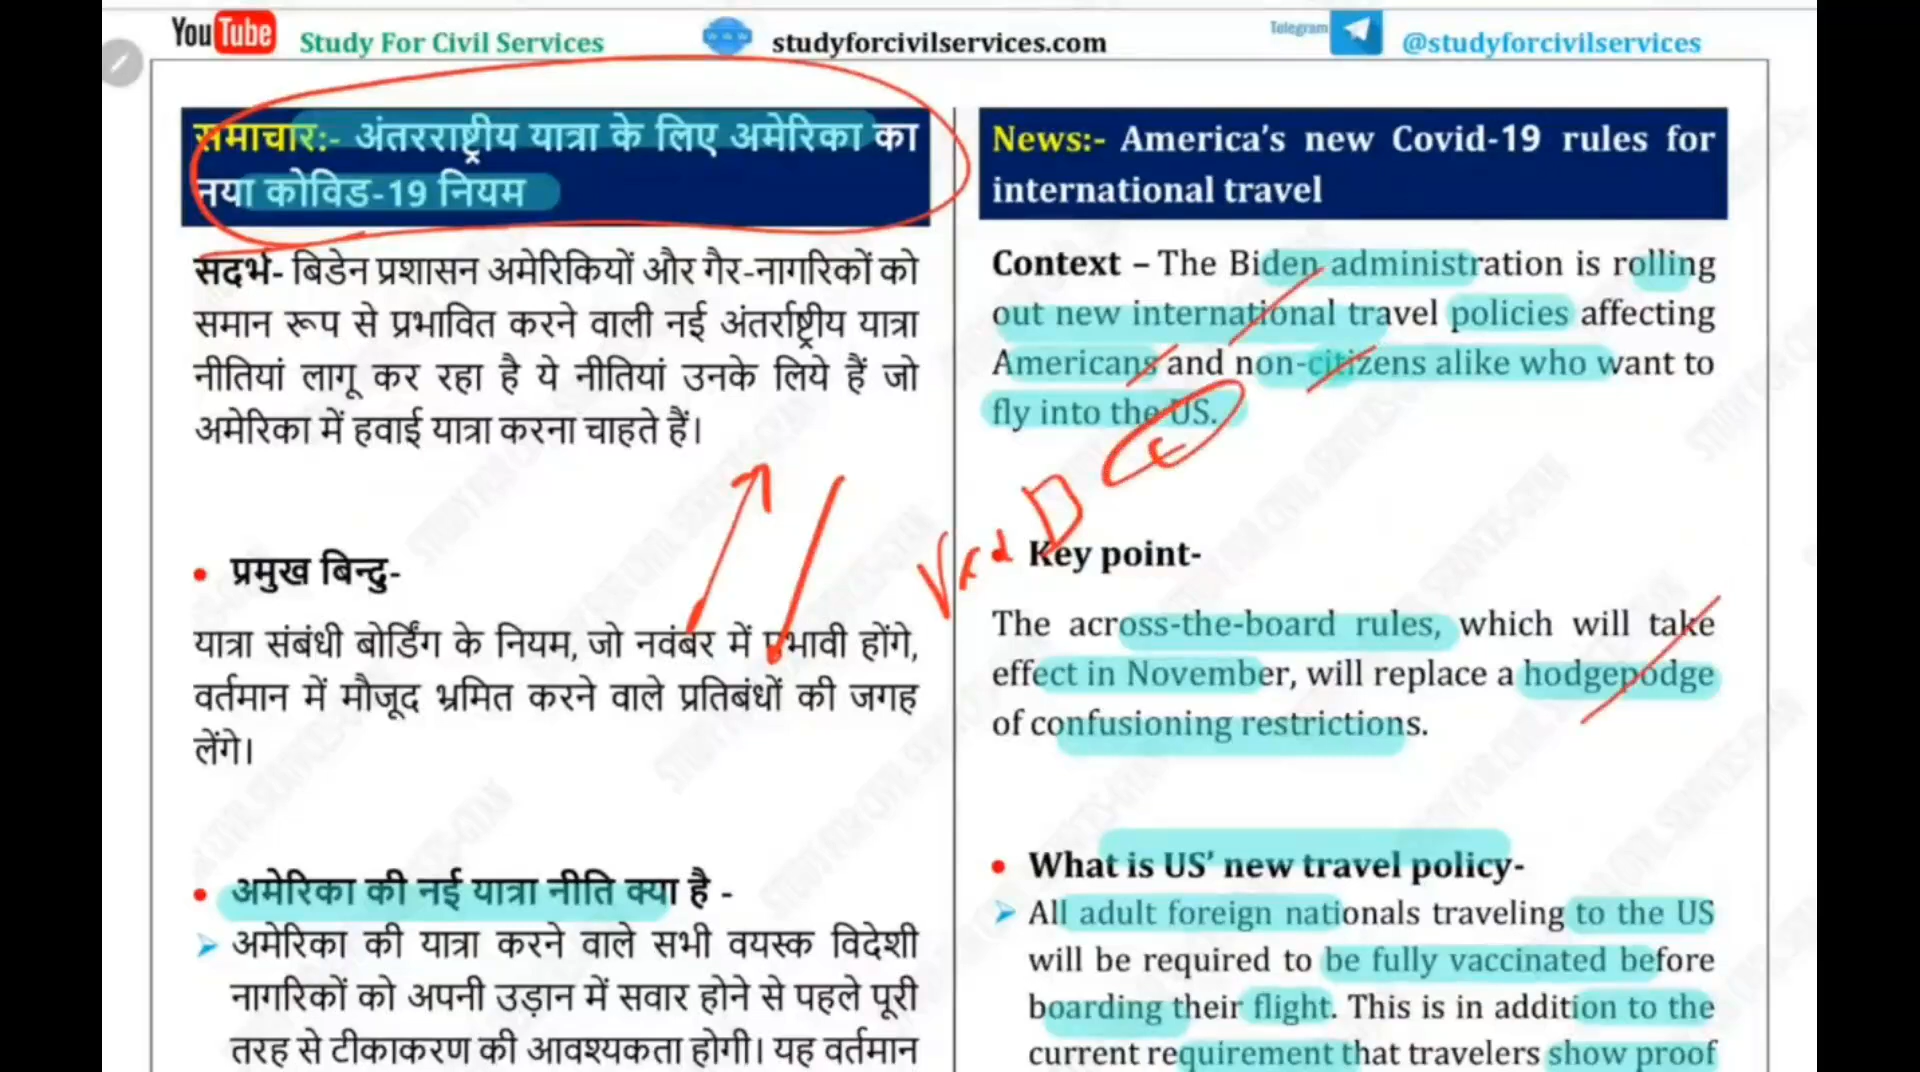 YouTube Study For Civil Services www studyforcivilservices.com Telegram @studyforcivilservices
समाचार:- अंतरराष्ट्रीय यात्रा के लिए अमेरिका का
नया कोविड-19 नियम
संदर्भ- बिडेन प्रशासन अमेरिकियों और गैर-नागरिकों को
समान रूप से प्रभावित करने वाली नई अंतर्राष्ट्रीय यात्रा
नीतियां लागू कर रहा है ये नीतियां उनके लिये हैं जो
अमेरिका में हवाई यात्रा करना चाहते हैं।
• प्रमुख बिन्दु-
यात्रा संबंधी बोर्डिंग के नियम, जो नवंबर में प्रभावी होंगे,
वर्तमान में मौजूद भ्रमित करने वाले प्रतिबंधों की जगह
लेंगे।
• अमेरिका की नई यात्रा नीति क्या है -
➢ अमेरिका की यात्रा करने वाले सभी वयस्क विदेशी
नागरिकों को अपनी उड़ान में सवार होने से पहले पूरी
तरह से टीकाकरण की आवश्यकता होगी। यह वर्तमान
News:- America's new Covid-19 rules for
international travel
Context – The Biden administration is rolling
out new international travel policies affecting
Americans and non-citizens alike who want to
fly into the US.
• Key point-
The across-the-board rules, which will take
effect in November, will replace a hodgepodge
of confusioning restrictions.
• What is US' new travel policy-
➢ All adult foreign nationals traveling to the US
will be required to be fully vaccinated before
boarding their flight. This is in addition to the
current requirement that travelers show proof